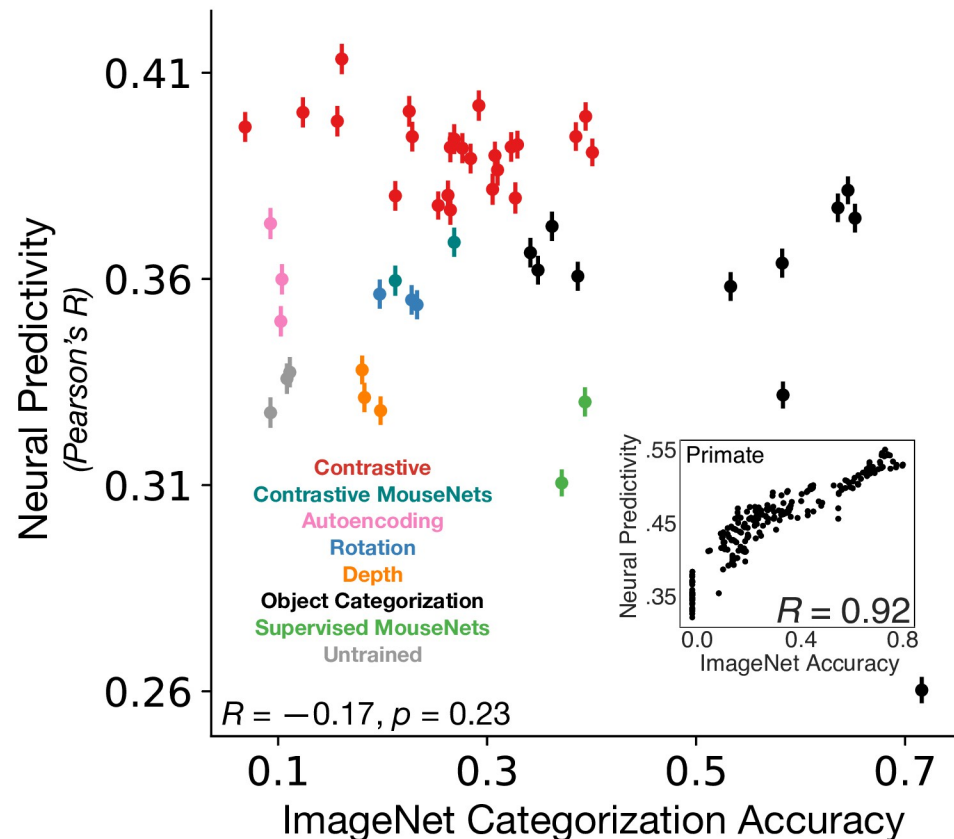 0.41
0.36
0.31
0.26
Neural Predictivity
(Pearson's R)
Contrastive
Contrastive MouseNets
Autoencoding
Rotation
Depth
Object Categorization
Supervised MouseNets
Untrained
R = −0.17, p = 0.23
Primate
Neural Predictivity
.55
.45
.35
R = 0.92
0.0 0.4 0.8
ImageNet Accuracy
0.1 0.3 0.5 0.7
ImageNet Categorization Accuracy